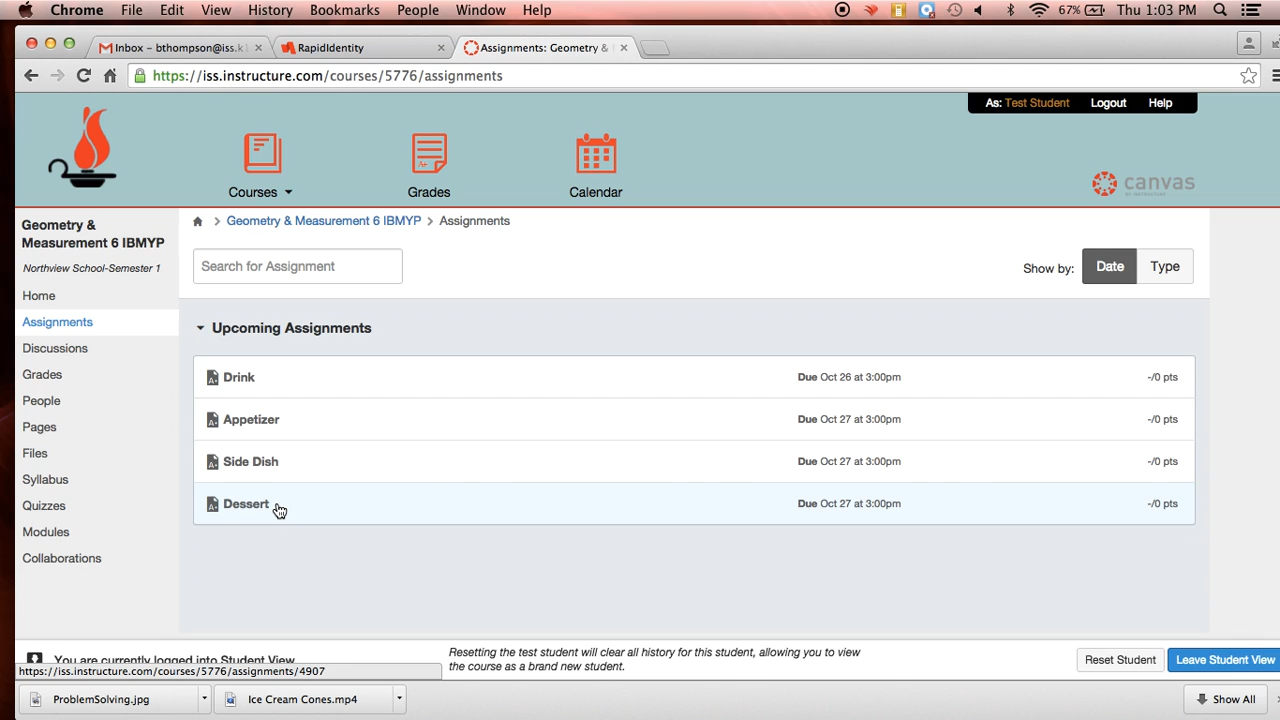 Chrome File Edit View History Bookmarks People Window Help 67% Thu 1:03 PM
Inbox - bthompson@iss.k1 RapidIdentity Assignments: Geometry &
https://iss.instructure.com/courses/5776/assignments
As: Test Student Logout Help
Courses Grades Calendar
canvas
Geometry & Measurement 6 IBMYP > Assignments
Geometry &
Measurement 6 IBMYP
Northview School-Semester 1
Home
Assignments
Discussions
Grades
People
Pages
Files
Syllabus
Quizzes
Modules
Collaborations
Search for Assignment
Show by: Date Type
Upcoming Assignments
Drink Due Oct 26 at 3:00pm -/0 pts
Appetizer Due Oct 27 at 3:00pm -/0 pts
Side Dish Due Oct 27 at 3:00pm -/0 pts
Dessert Due Oct 27 at 3:00pm -/0 pts
You are currently logged into Student View
Resetting the test student will clear all history for this student, allowing you to view
the course as a brand new student.
Reset Student Leave Student View
https://iss.instructure.com/courses/5776/assignments/4907
ProblemSolving.jpg Ice Cream Cones.mp4 Show All